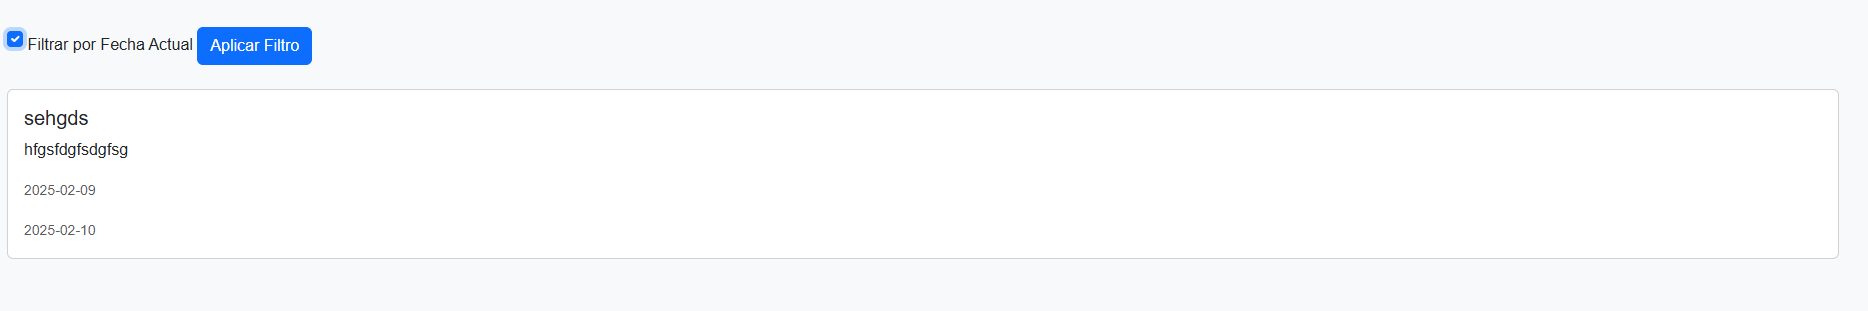 Filtrar por Fecha Actual Aplicar Filtro
sehgds
hfgsfdgfsdgfsg
2025-02-09
2025-02-10